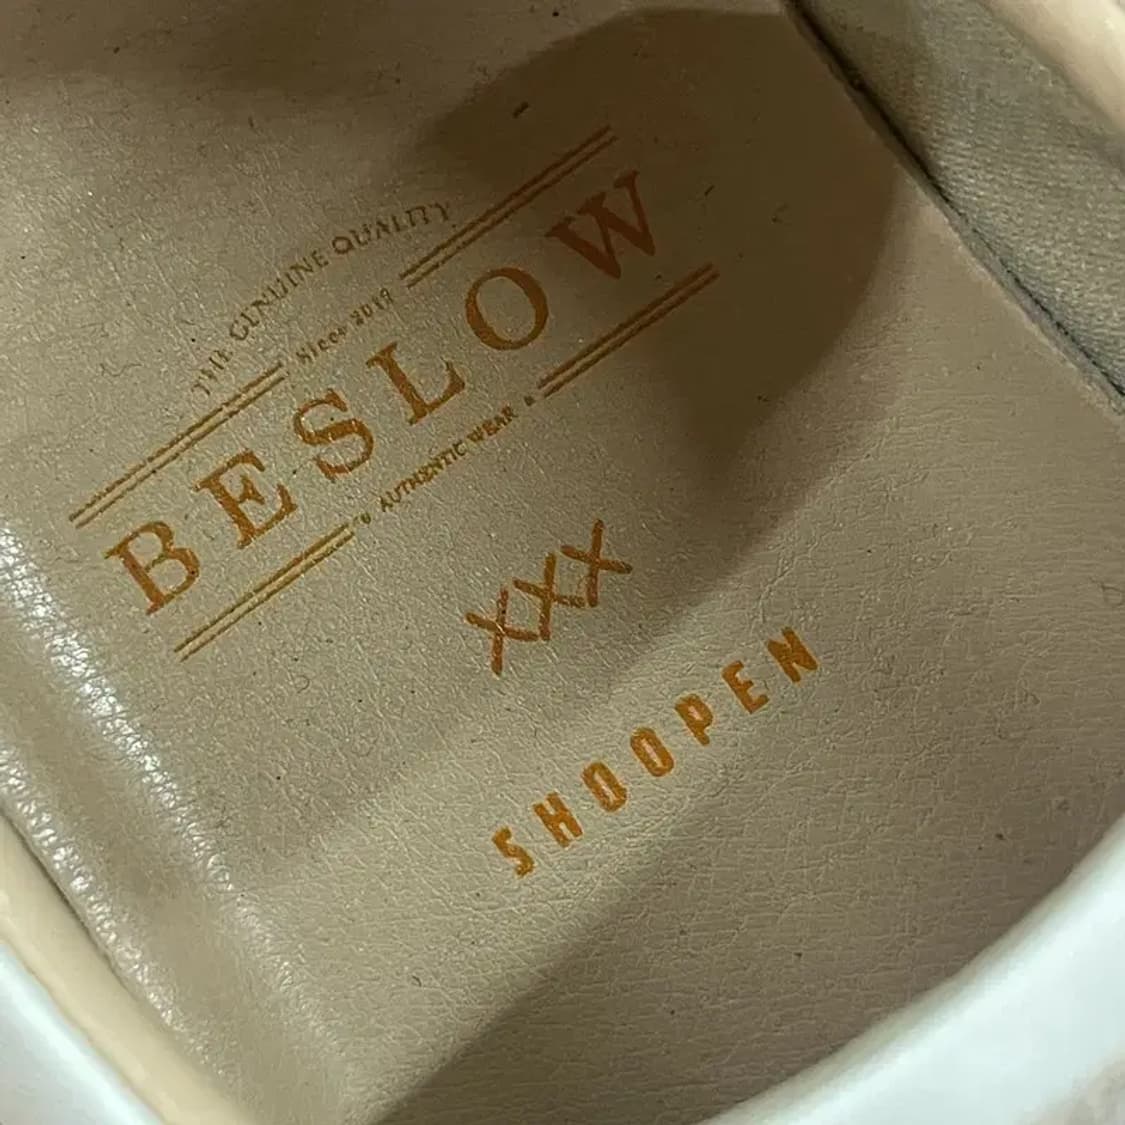 THE GENUINE QUALITY
Since 2019
BESLOW
AUTHENTIC WEAR
XXX
SHOOPEN